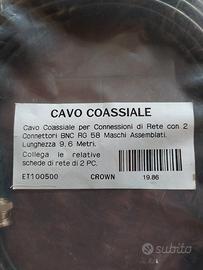 CAVO COASSIALE
Cavo Coassiale per Connessioni di Rete con 2
Connettori BNC RG 58 Maschi Assemblati.
Lunghezza 9,6 Metri.
Collega le relative
schede di rete di 2 PC.
ET100500 CROWN 19.86
subito